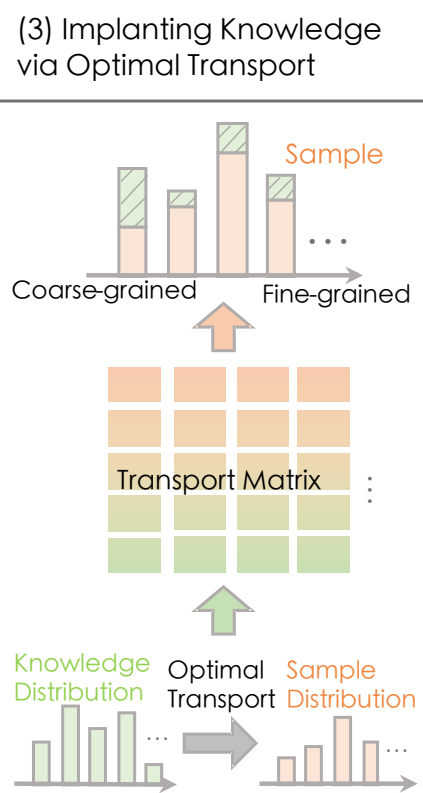 (3) Implanting Knowledge
via Optimal Transport
Sample
...
Coarse-grained
Fine-grained
Transport Matrix
...
Knowledge
Distribution
Optimal
Transport
Sample
Distribution
...
...